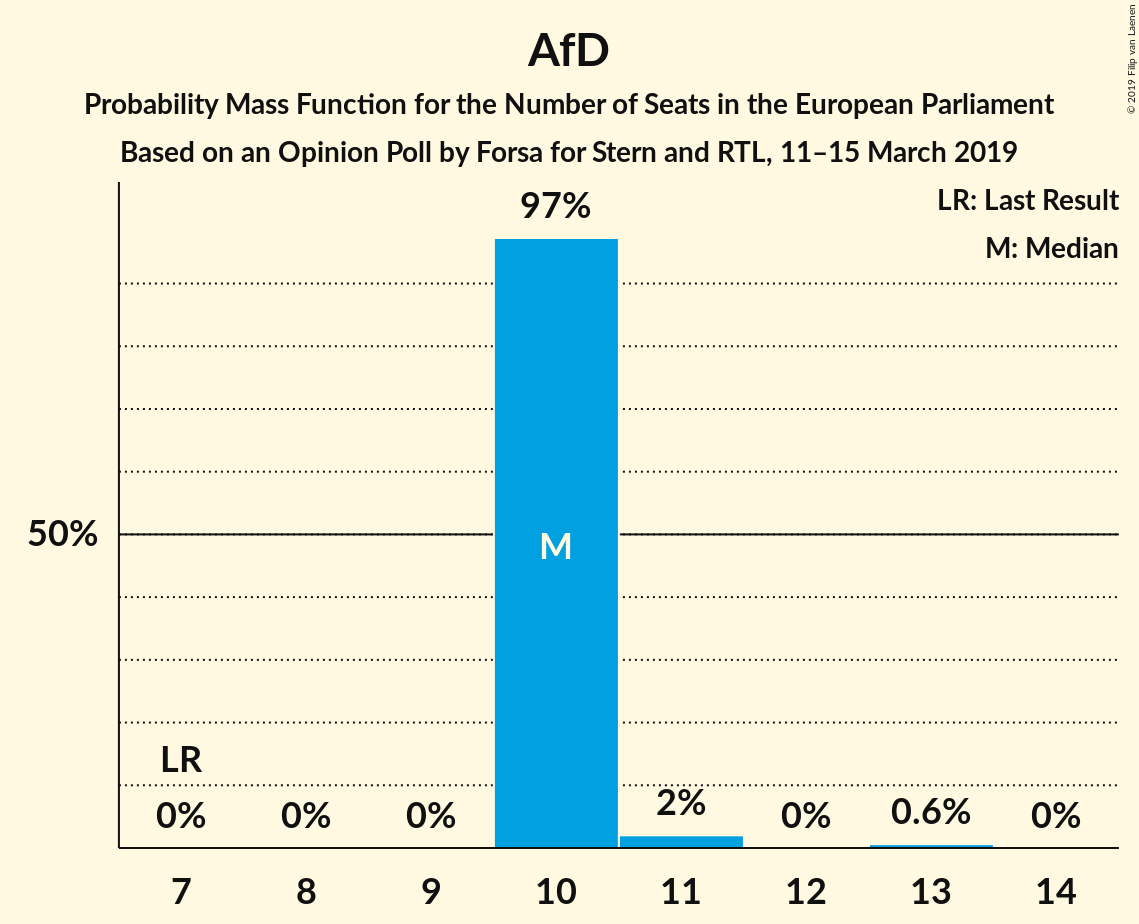 AfD
Probability Mass Function for the Number of Seats in the European Parliament
Based on an Opinion Poll by Forsa for Stern and RTL, 11–15 March 2019
© 2019 Filip van Laenen
LR: Last Result
M: Median
97%
50%
M
LR
0% 0% 0% 2% 0% 0.6% 0%
7 8 9 10 11 12 13 14